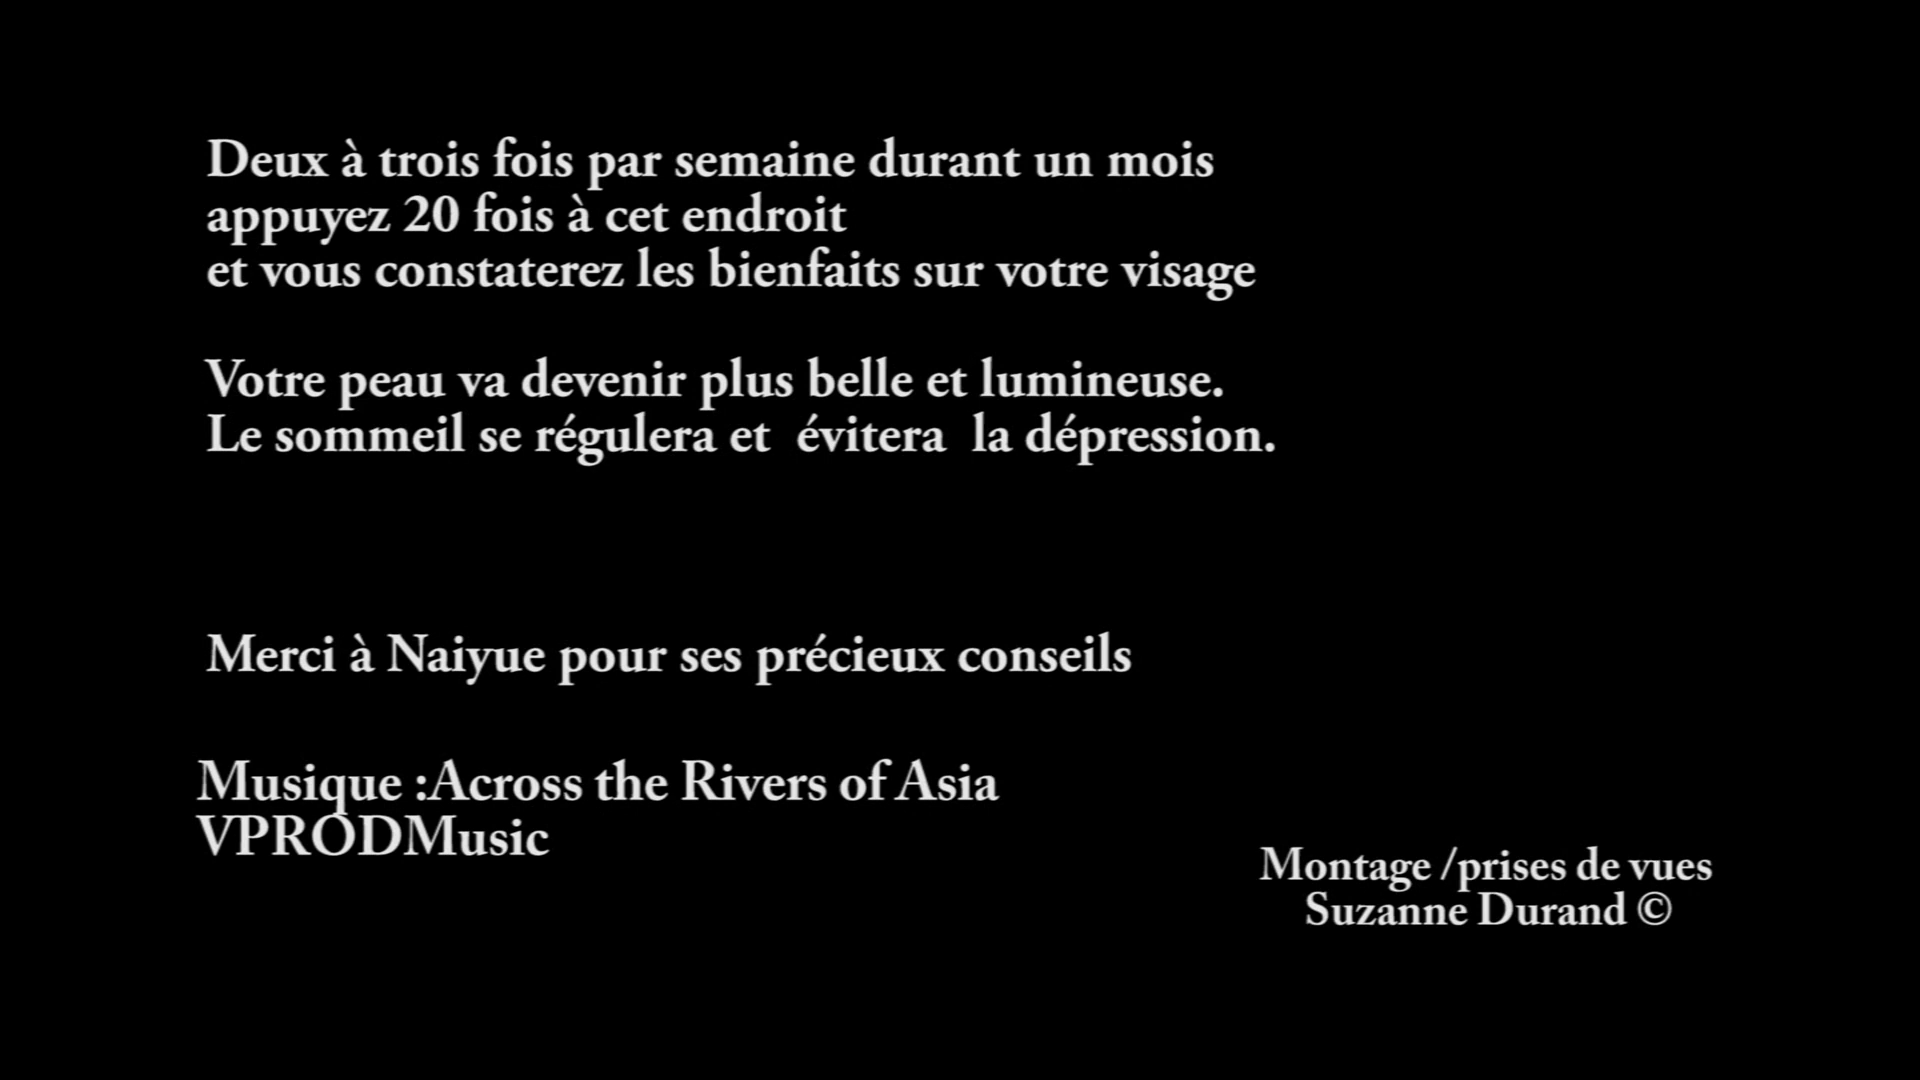 Deux à trois fois par semaine durant un mois
appuyez 20 fois à cet endroit
et vous constaterez les bienfaits sur votre visage
Votre peau va devenir plus belle et lumineuse.
Le sommeil se régulera et  évitera  la dépression.
Merci à Naiyue pour ses précieux conseils
Musique :Across the Rivers of Asia
VPRODMusic
Montage /prises de vues
Suzanne Durand ©